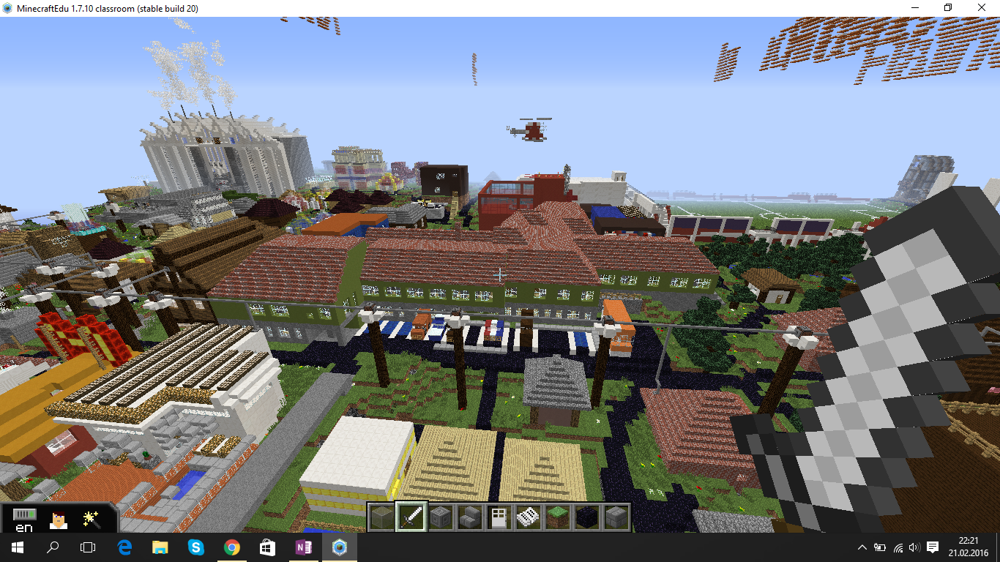 MinecraftEdu 1.7.10 classroom (stable build 20)
en
22:21
21.02.2016